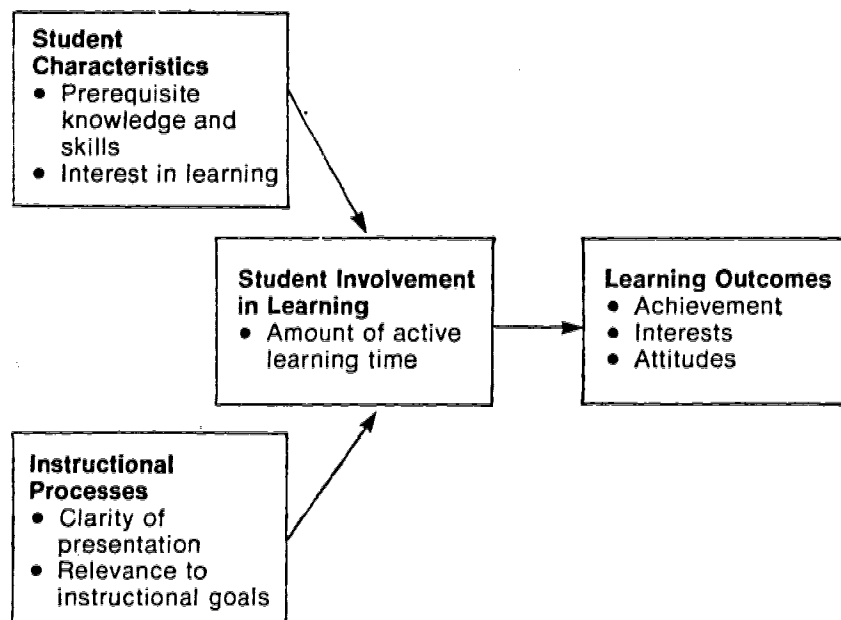 Student
Characteristics
• Prerequisite
knowledge and
skills
• Interest in learning
Student Involvement
in Learning
• Amount of active
learning time
Learning Outcomes
• Achievement
• Interests
• Attitudes
Instructional
Processes
• Clarity of
presentation
• Relevance to
instructional goals